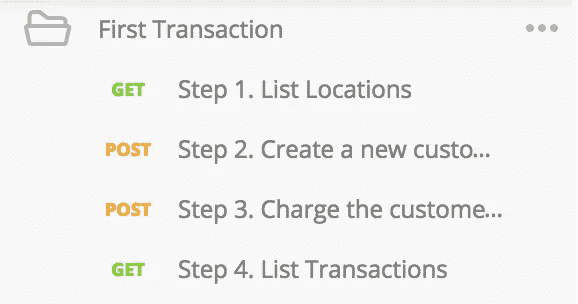 First Transaction
GET Step 1. List Locations
POST Step 2. Create a new custo...
POST Step 3. Charge the custome...
GET Step 4. List Transactions